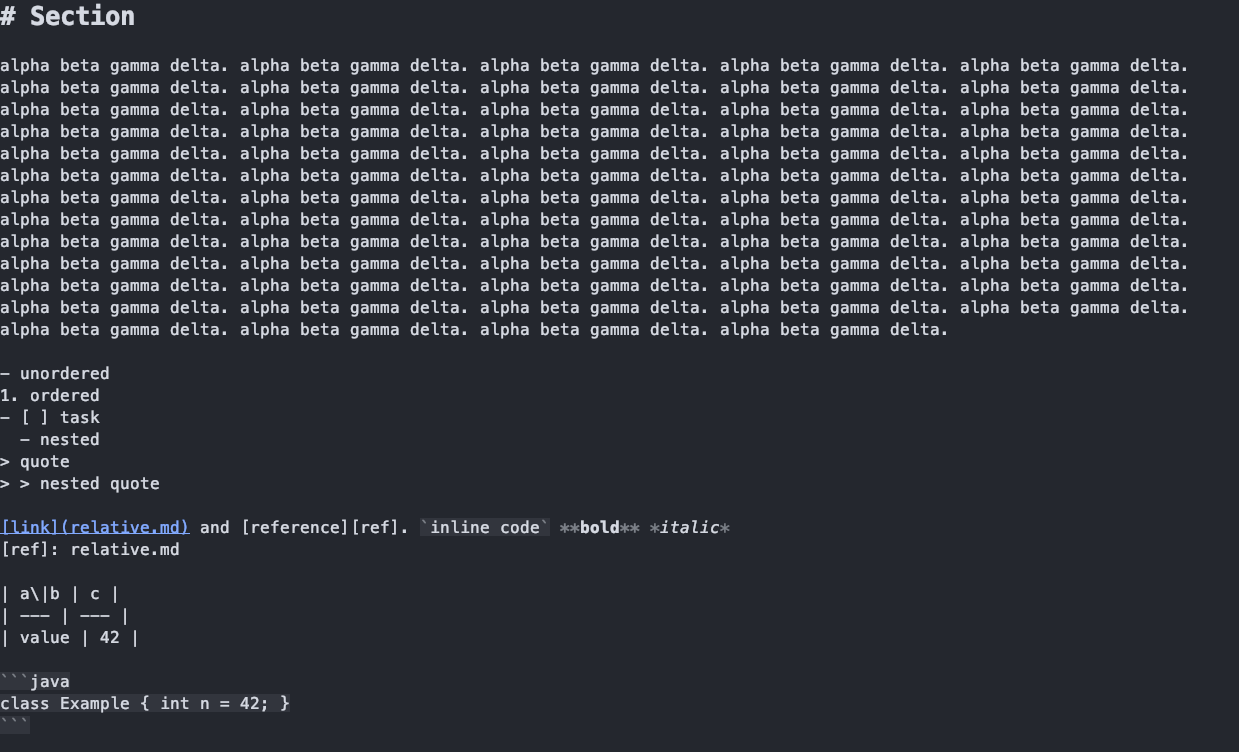 # Section
alpha beta gamma delta. alpha beta gamma delta. alpha beta gamma delta. alpha beta gamma delta. alpha beta gamma delta.
alpha beta gamma delta. alpha beta gamma delta. alpha beta gamma delta. alpha beta gamma delta. alpha beta gamma delta.
alpha beta gamma delta. alpha beta gamma delta. alpha beta gamma delta. alpha beta gamma delta. alpha beta gamma delta.
alpha beta gamma delta. alpha beta gamma delta. alpha beta gamma delta. alpha beta gamma delta. alpha beta gamma delta.
alpha beta gamma delta. alpha beta gamma delta. alpha beta gamma delta. alpha beta gamma delta. alpha beta gamma delta.
alpha beta gamma delta. alpha beta gamma delta. alpha beta gamma delta. alpha beta gamma delta. alpha beta gamma delta.
alpha beta gamma delta. alpha beta gamma delta. alpha beta gamma delta. alpha beta gamma delta. alpha beta gamma delta.
alpha beta gamma delta. alpha beta gamma delta. alpha beta gamma delta. alpha beta gamma delta. alpha beta gamma delta.
alpha beta gamma delta. alpha beta gamma delta. alpha beta gamma delta. alpha beta gamma delta. alpha beta gamma delta.
alpha beta gamma delta. alpha beta gamma delta. alpha beta gamma delta. alpha beta gamma delta. alpha beta gamma delta.
alpha beta gamma delta. alpha beta gamma delta. alpha beta gamma delta. alpha beta gamma delta. alpha beta gamma delta.
alpha beta gamma delta. alpha beta gamma delta. alpha beta gamma delta. alpha beta gamma delta. alpha beta gamma delta.
alpha beta gamma delta. alpha beta gamma delta. alpha beta gamma delta. alpha beta gamma delta.
- unordered
1. ordered
- [ ] task
  - nested
> quote
> > nested quote
[link](relative.md) and [reference][ref]. `inline code` **bold** *italic*
[ref]: relative.md
| a\|b | c |
| --- | --- |
| value | 42 |
```java
class Example { int n = 42; }
```